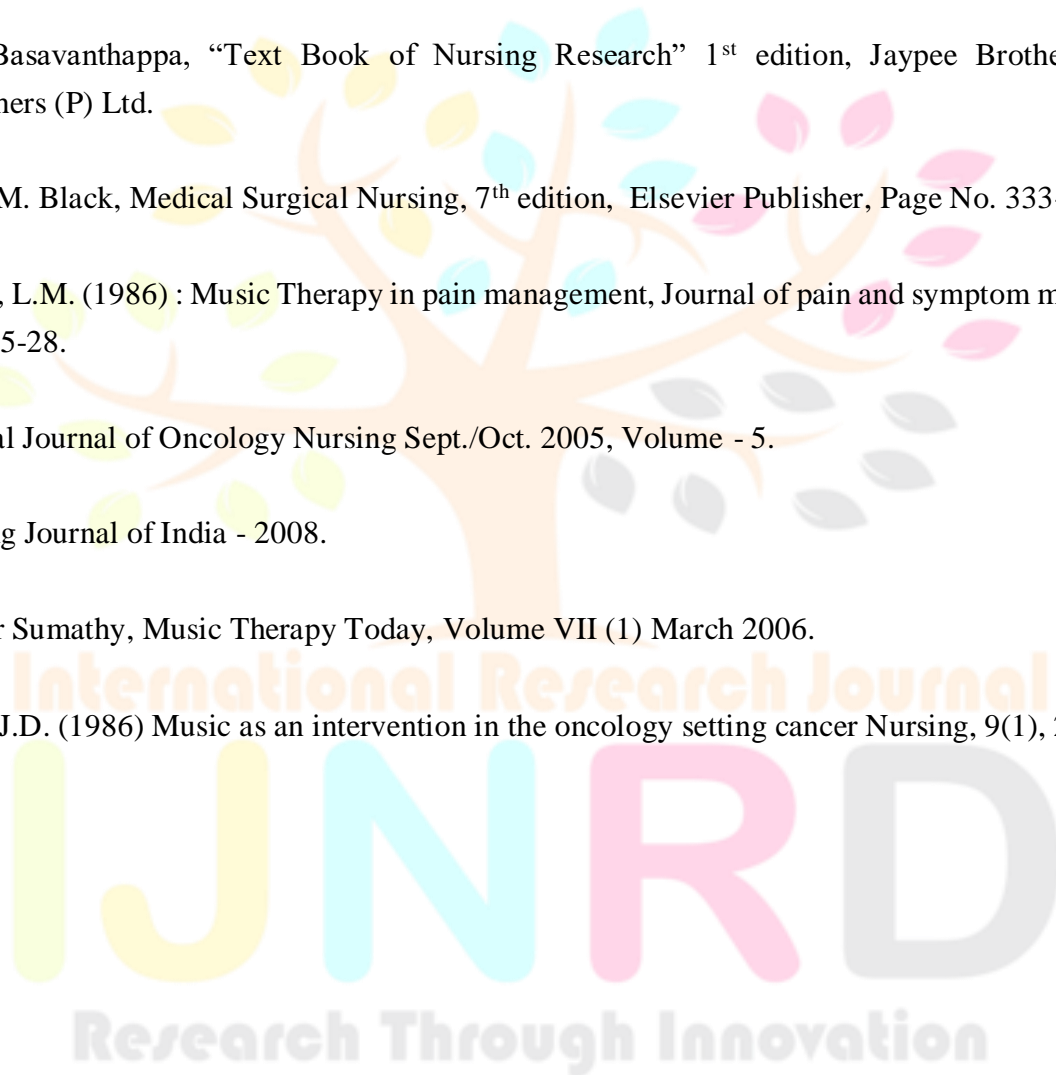 Basavanthappa, “Text Book of Nursing Research” 1st edition, Jaypee Brothe
ners (P) Ltd.
M. Black, Medical Surgical Nursing, 7th edition, Elsevier Publisher, Page No. 333-
, L.M. (1986) : Music Therapy in pain management, Journal of pain and symptom m
5-28.
al Journal of Oncology Nursing Sept./Oct. 2005, Volume - 5.
g Journal of India - 2008.
r Sumathy, Music Therapy Today, Volume VII (1) March 2006.
International Research Journal
J.D. (1986) Music as an intervention in the oncology setting cancer Nursing, 9(1),
IJNRD
Research Through Innovation